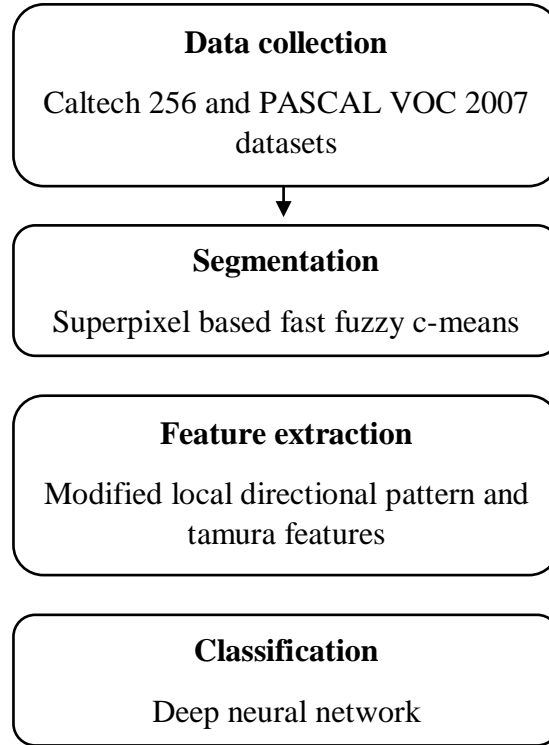 Data collection
Caltech 256 and PASCAL VOC 2007
datasets
Segmentation
Superpixel based fast fuzzy c-means
Feature extraction
Modified local directional pattern and
tamura features
Classification
Deep neural network